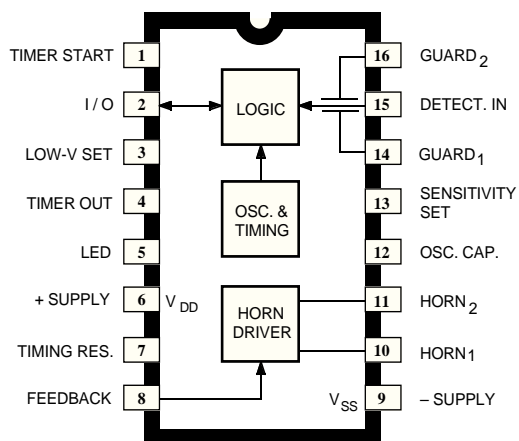 TIMER START 1 16 GUARD2
I / O 2 LOGIC 15 DETECT. IN
LOW-V SET 3 14 GUARD1
TIMER OUT 4 OSC. & TIMING 13 SENSITIVITY SET
LED 5 12 OSC. CAP.
+ SUPPLY 6 VDD HORN DRIVER 11 HORN2
TIMING RES. 7 10 HORN1
FEEDBACK 8 VSS 9 – SUPPLY